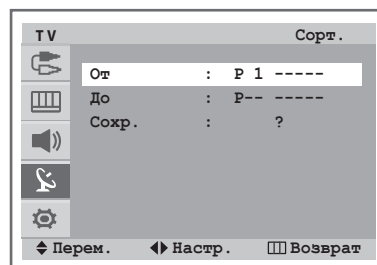 TV Сорт.
От : P 1 -----
До : P-- -----
Сохр. : ?
Перем. Настр. Возврат